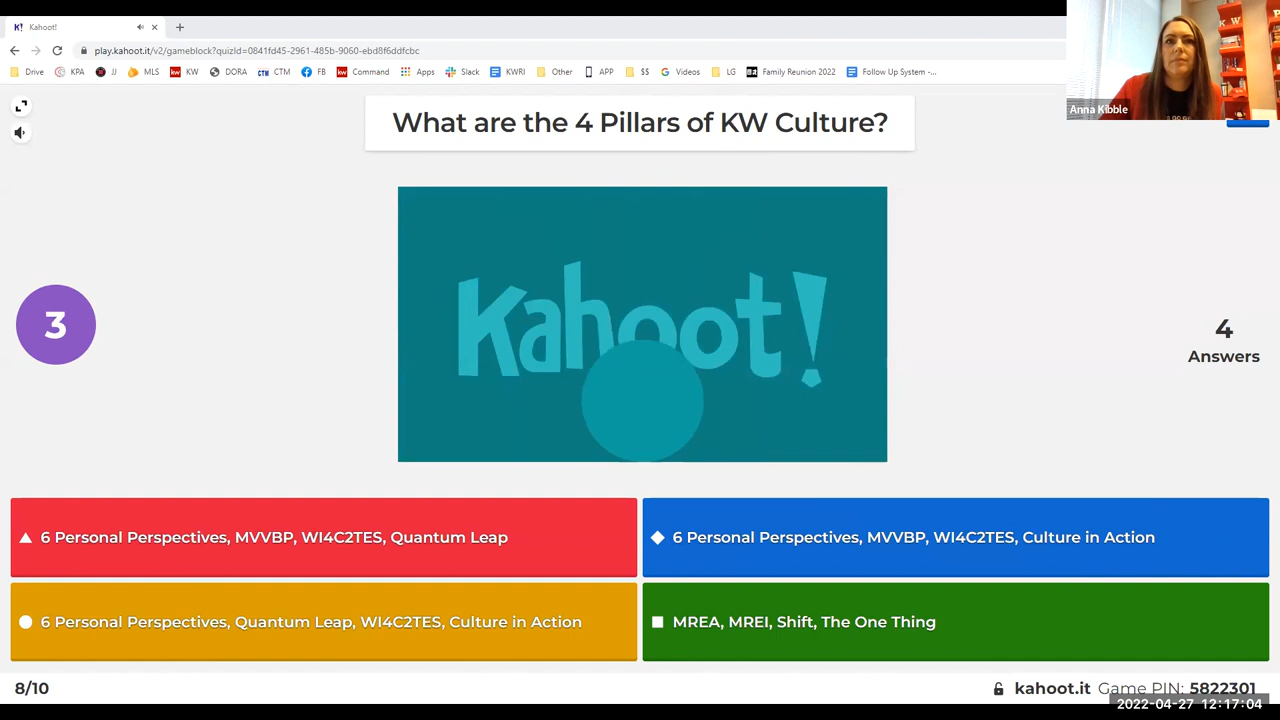 Kahoot!
play.kahoot.it/v2/gameblock?quizId=0841fd45-2961-485b-9060-ebd8f6ddfcbc
Drive KPA JJ MLS KW DORA CTM CTM FB Command Apps Slack KWRI Other APP $$ Videos LG Family Reunion 2022 Follow Up System -...
K W
Anna Kibble
What are the 4 Pillars of KW Culture?
Kahoot!
3
4
Answers
6 Personal Perspectives, MVVBP, WI4C2TES, Quantum Leap
6 Personal Perspectives, MVVBP, WI4C2TES, Culture in Action
6 Personal Perspectives, Quantum Leap, WI4C2TES, Culture in Action
MREA, MREI, Shift, The One Thing
8/10
kahoot.it Game PIN: 5822301
2022-04-27 12:17:04